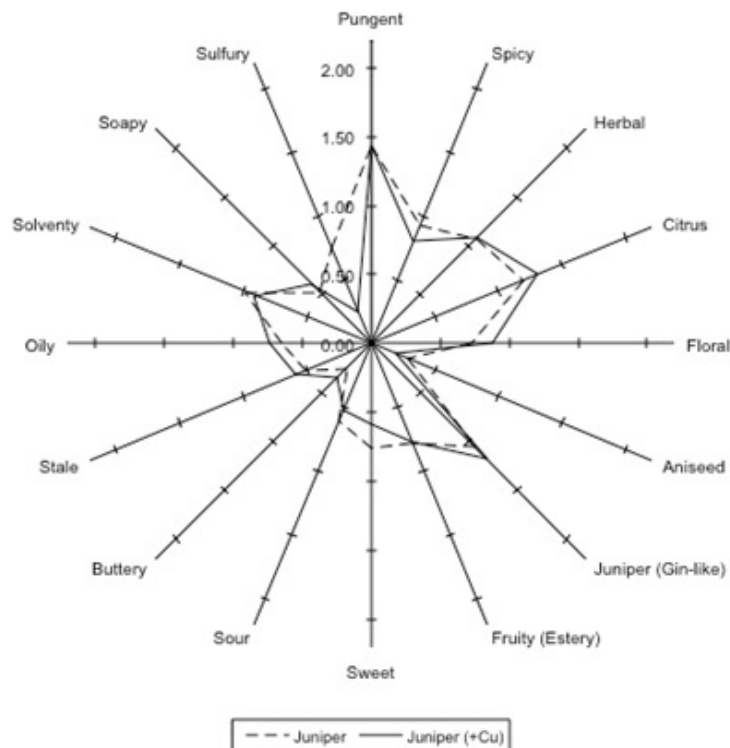 Pungent
Sulfury
Spicy
2.00
Soapy
Herbal
1.50
Solventy
1.00
Citrus
0.50
Oily
0.00
Floral
Stale
Aniseed
Buttery
Juniper (Gin-like)
Sour
Fruity (Estery)
Sweet
Juniper
Juniper (+Cu)